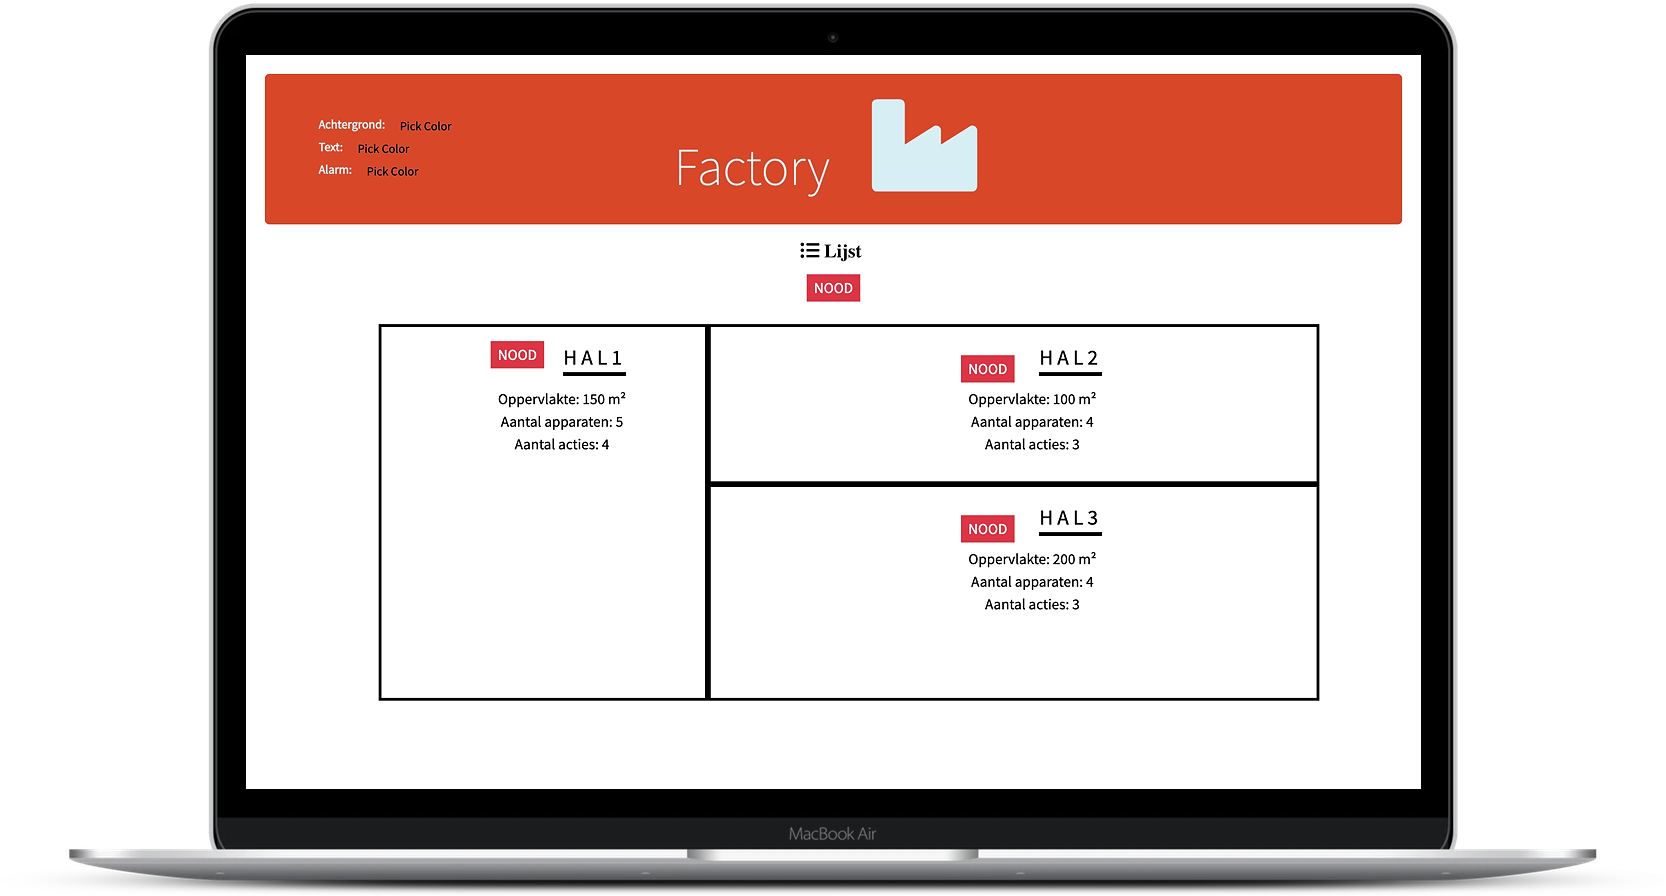 Achtergrond: Pick Color
Text: Pick Color
Alarm: Pick Color
Factory
Lijst
NOOD
NOOD HAL1
Oppervlakte: 150 m²
Aantal apparaten: 5
Aantal acties: 4
NOOD HAL2
Oppervlakte: 100 m²
Aantal apparaten: 4
Aantal acties: 3
NOOD HAL3
Oppervlakte: 200 m²
Aantal apparaten: 4
Aantal acties: 3
MacBook Air